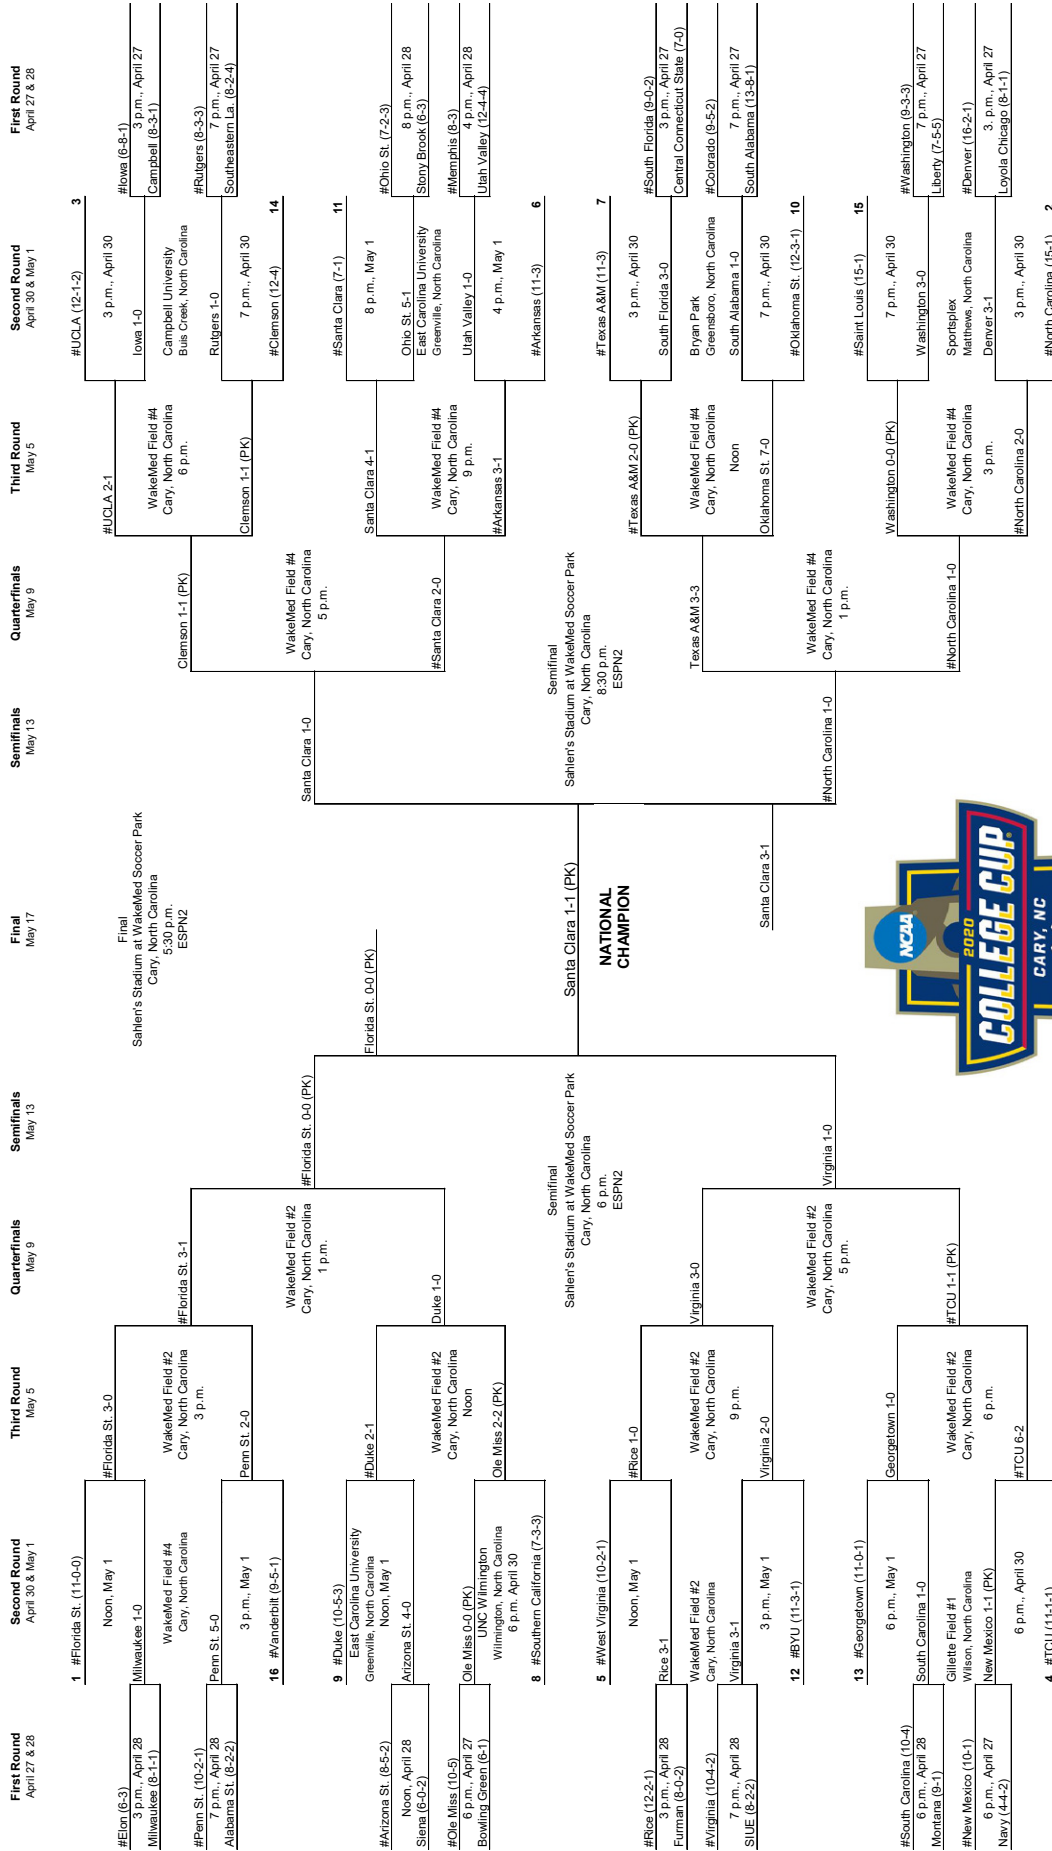 First Round
April 27 & 28
Second Round
April 30 & May 1
Third Round
May 5
Quarterfinals
May 9
Semifinals
May 13
Final
May 17
Semifinals
May 13
Quarterfinals
May 9
Third Round
May 5
Second Round
April 30 & May 1
First Round
April 27 & 28
#Elon (6-3)
3 p.m., April 28
Milwaukee (8-1-1)
#Penn St. (10-2-1)
7 p.m., April 28
Alabama St. (8-2-2)
#Arizona St. (8-5-2)
Noon, April 28
Siena (6-0-2)
#Ole Miss (10-5)
6 p.m., April 27
Bowling Green (6-1)
#Rice (12-2-1)
3 p.m., April 28
Furman (8-0-2)
#Virginia (10-4-2)
7 p.m., April 28
SIUE (8-2-2)
#South Carolina (10-4)
6 p.m., April 28
Montana (9-1)
#New Mexico (10-1)
6 p.m., April 27
Navy (4-4-2)
1 #Florida St. (11-0-0)
Noon, May 1
Milwaukee 1-0
WakeMed Field #4
Cary, North Carolina
Penn St. 5-0
3 p.m., May 1
16 #Vanderbilt (9-5-1)
9 #Duke (10-5-3)
East Carolina University
Greenville, North Carolina
Noon, May 1
Arizona St. 4-0
Ole Miss 0-0 (PK)
UNC Wilmington
Wilmington, North Carolina
6 p.m. April 30
8 #Southern California (7-3-3)
5 #West Virginia (10-2-1)
Noon, May 1
Rice 3-1
WakeMed Field #2
Cary, North Carolina
Virginia 3-1
3 p.m., May 1
12 #BYU (11-3-1)
13 #Georgetown (11-0-1)
6 p.m., May 1
South Carolina 1-0
Gillette Field #1
Wilson, North Carolina
New Mexico 1-1 (PK)
6 p.m., April 30
4 #TCU (11-1-1)
#Florida St. 3-0
WakeMed Field #2
Cary, North Carolina
3 p.m.
Penn St. 2-0
#Duke 2-1
WakeMed Field #2
Cary, North Carolina
Noon
Ole Miss 2-2 (PK)
#Rice 1-0
WakeMed Field #2
Cary, North Carolina
9 p.m.
Virginia 2-0
Georgetown 1-0
WakeMed Field #2
Cary, North Carolina
6 p.m.
#TCU 6-2
#Florida St. 3-1
WakeMed Field #2
Cary, North Carolina
1 p.m.
Duke 1-0
Virginia 3-0
WakeMed Field #2
Cary, North Carolina
5 p.m.
#TCU 1-1 (PK)
#Florida St. 0-0 (PK)
Semifinal
Sahlen's Stadium at WakeMed Soccer Park
Cary, North Carolina
6 p.m.
ESPN2
Virginia 1-0
Final
Sahlen's Stadium at WakeMed Soccer Park
Cary, North Carolina
5:30 p.m.
ESPN2
Florida St. 0-0 (PK)
Santa Clara 1-1 (PK)
NATIONAL
CHAMPION
Santa Clara 3-1
NCAA
2020
COLLEGE CUP
CARY, NC
Santa Clara 1-0
Semifinal
Sahlen's Stadium at WakeMed Soccer Park
Cary, North Carolina
8:30 p.m.
ESPN2
#North Carolina 1-0
Clemson 1-1 (PK)
WakeMed Field #4
Cary, North Carolina
5 p.m.
#Santa Clara 2-0
Texas A&M 3-3
WakeMed Field #4
Cary, North Carolina
1 p.m.
#North Carolina 1-0
#UCLA 2-1
WakeMed Field #4
Cary, North Carolina
6 p.m.
Clemson 1-1 (PK)
Santa Clara 4-1
WakeMed Field #4
Cary, North Carolina
9 p.m.
#Arkansas 3-1
#Texas A&M 2-0 (PK)
WakeMed Field #4
Cary, North Carolina
Noon
Oklahoma St. 7-0
Washington 0-0 (PK)
WakeMed Field #4
Cary, North Carolina
3 p.m.
#North Carolina 2-0
#UCLA (12-1-2) 3
3 p.m., April 30
Iowa 1-0
Campbell University
Buis Creek, North Carolina
Rutgers 1-0
7 p.m., April 30
#Clemson (12-4) 14
#Santa Clara (7-1) 11
8 p.m., May 1
Ohio St. 5-1
East Carolina University
Greenville, North Carolina
Utah Valley 1-0
4 p.m., May 1
#Arkansas (11-3) 6
#Texas A&M (11-3) 7
3 p.m., April 30
South Florida 3-0
Bryan Park
Greensboro, North Carolina
South Alabama 1-0
7 p.m., April 30
#Oklahoma St. (12-3-1) 10
#Saint Louis (15-1) 15
7 p.m., April 30
Washington 3-0
Sportsplex
Matthews, North Carolina
Denver 3-1
3 p.m., April 30
#North Carolina (15-1) 2
#Iowa (6-8-1)
3 p.m., April 27
Campbell (8-3-1)
#Rutgers (8-3-3)
7 p.m., April 27
Southeastern La. (8-2-4)
#Ohio St. (7-2-3)
8 p.m., April 28
Stony Brook (6-3)
#Memphis (8-3)
4 p.m., April 28
Utah Valley (12-4-4)
#South Florida (9-0-2)
3 p.m., April 27
Central Connecticut State (7-0)
#Colorado (9-5-2)
7 p.m., April 27
South Alabama (13-8-1)
#Washington (9-3-3)
7 p.m., April 27
Liberty (7-5-5)
#Denver (16-2-1)
3. p.m., April 27
Loyola Chicago (8-1-1)